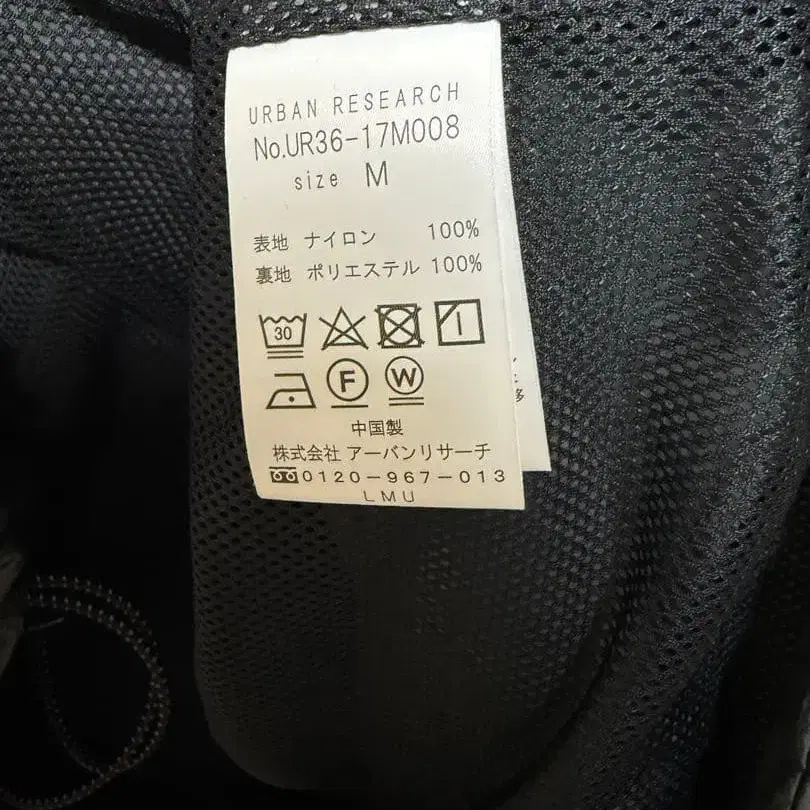 URBAN RESEARCH
No.UR36-17M008
size M
表地 ナイロン 100%
裏地 ポリエステル 100%
30
F W
中国製
株式会社 アーバンリサーチ
0120-967-013
LMU